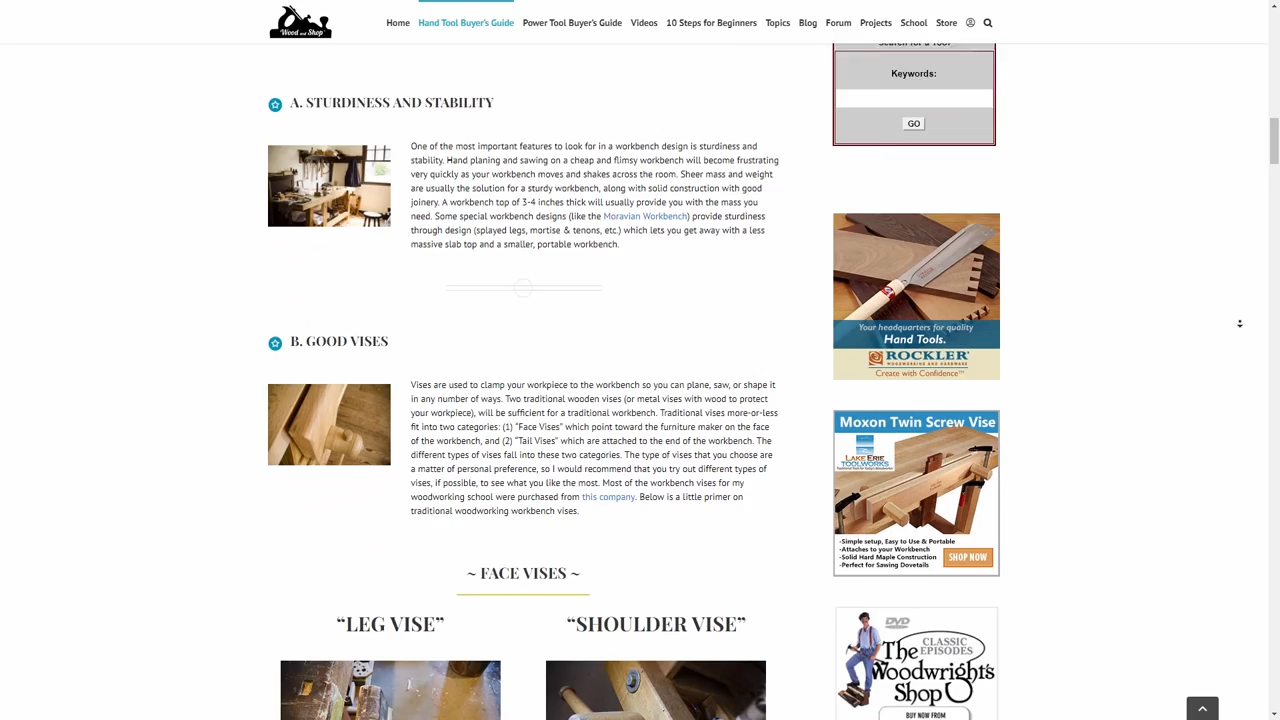 Wood and Shop
Home Hand Tool Buyer's Guide Power Tool Buyer's Guide Videos 10 Steps for Beginners Topics Blog Forum Projects School Store
Search for a Tool
Keywords:
GO
A. STURDINESS AND STABILITY
One of the most important features to look for in a workbench design is sturdiness and
stability. Hand planing and sawing on a cheap and flimsy workbench will become frustrating
very quickly as your workbench moves and shakes across the room. Sheer mass and weight
are usually the solution for a sturdy workbench, along with solid construction with good
joinery. A workbench top of 3-4 inches thick will usually provide you with the mass you
need. Some special workbench designs (like the Moravian Workbench) provide sturdiness
through design (splayed legs, mortise & tenons, etc.) which lets you get away with a less
massive slab top and a smaller, portable workbench.
B. GOOD VISES
Vises are used to clamp your workpiece to the workbench so you can plane, saw, or shape it
in any number of ways. Two traditional wooden vises (or metal vises with wood to protect
your workpiece), will be sufficient for a traditional workbench. Traditional vises more-or-less
fit into two categories: (1) “Face Vises” which point toward the furniture maker on the face
of the workbench, and (2) “Tail Vises” which are attached to the end of the workbench. The
different types of vises fall into these two categories. The type of vises that you choose are
a matter of personal preference, so I would recommend that you try out different types of
vises, if possible, to see what you like the most. Most of the workbench vises for my
woodworking school were purchased from this company. Below is a little primer on
traditional woodworking workbench vises.
~ FACE VISES ~
“LEG VISE”
“SHOULDER VISE”
Your headquarters for quality
Hand Tools.
ROCKLER
WOODWORKING AND HARDWARE
Create with Confidence™
Moxon Twin Screw Vise
LAKE ERIE
TOOLWORKS
-Simple setup, Easy to Use & Portable
-Attaches to your Workbench
-Solid Hard Maple Construction
-Perfect for Sawing Dovetails
SHOP NOW
DVD
CLASSIC
EPISODES
The
Woodwright's
Shop
BUY NOW FROM